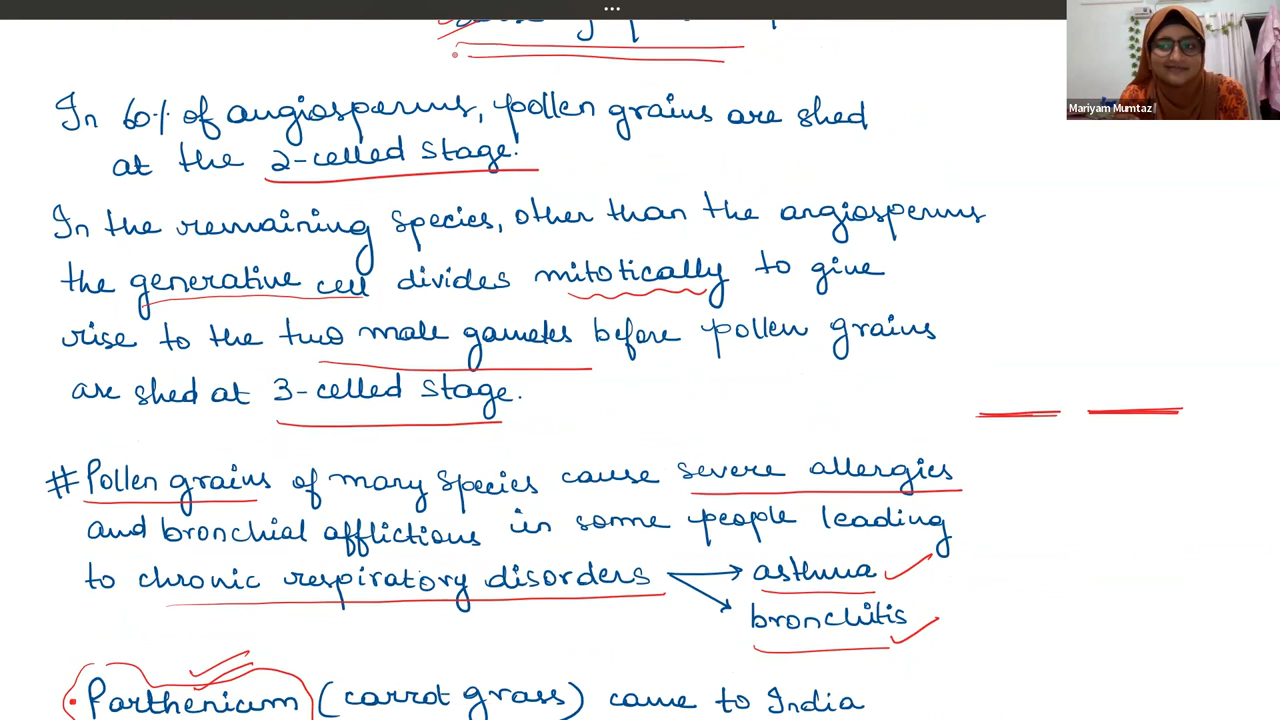 Mariyam Mumtaz
In 60% of angiosperms, pollen grains are shed
at the 2-celled stage.
In the remaining species, other than the angiosperms
the generative cell divides mitotically to give
rise to the two male gametes before pollen grains
are shed at 3-celled stage.
# Pollen grains of many species cause severe allergies
and bronchial afflictions in some people leading
to chronic respiratory disorders → asthma
→ bronchitis
• Parthenium (carrot grass) came to India